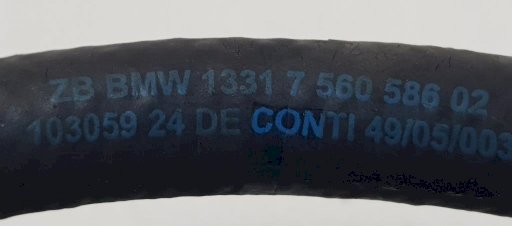 ZB BMW 1331 7 560 586 02
103059 24 DE CONTI 49/05/003